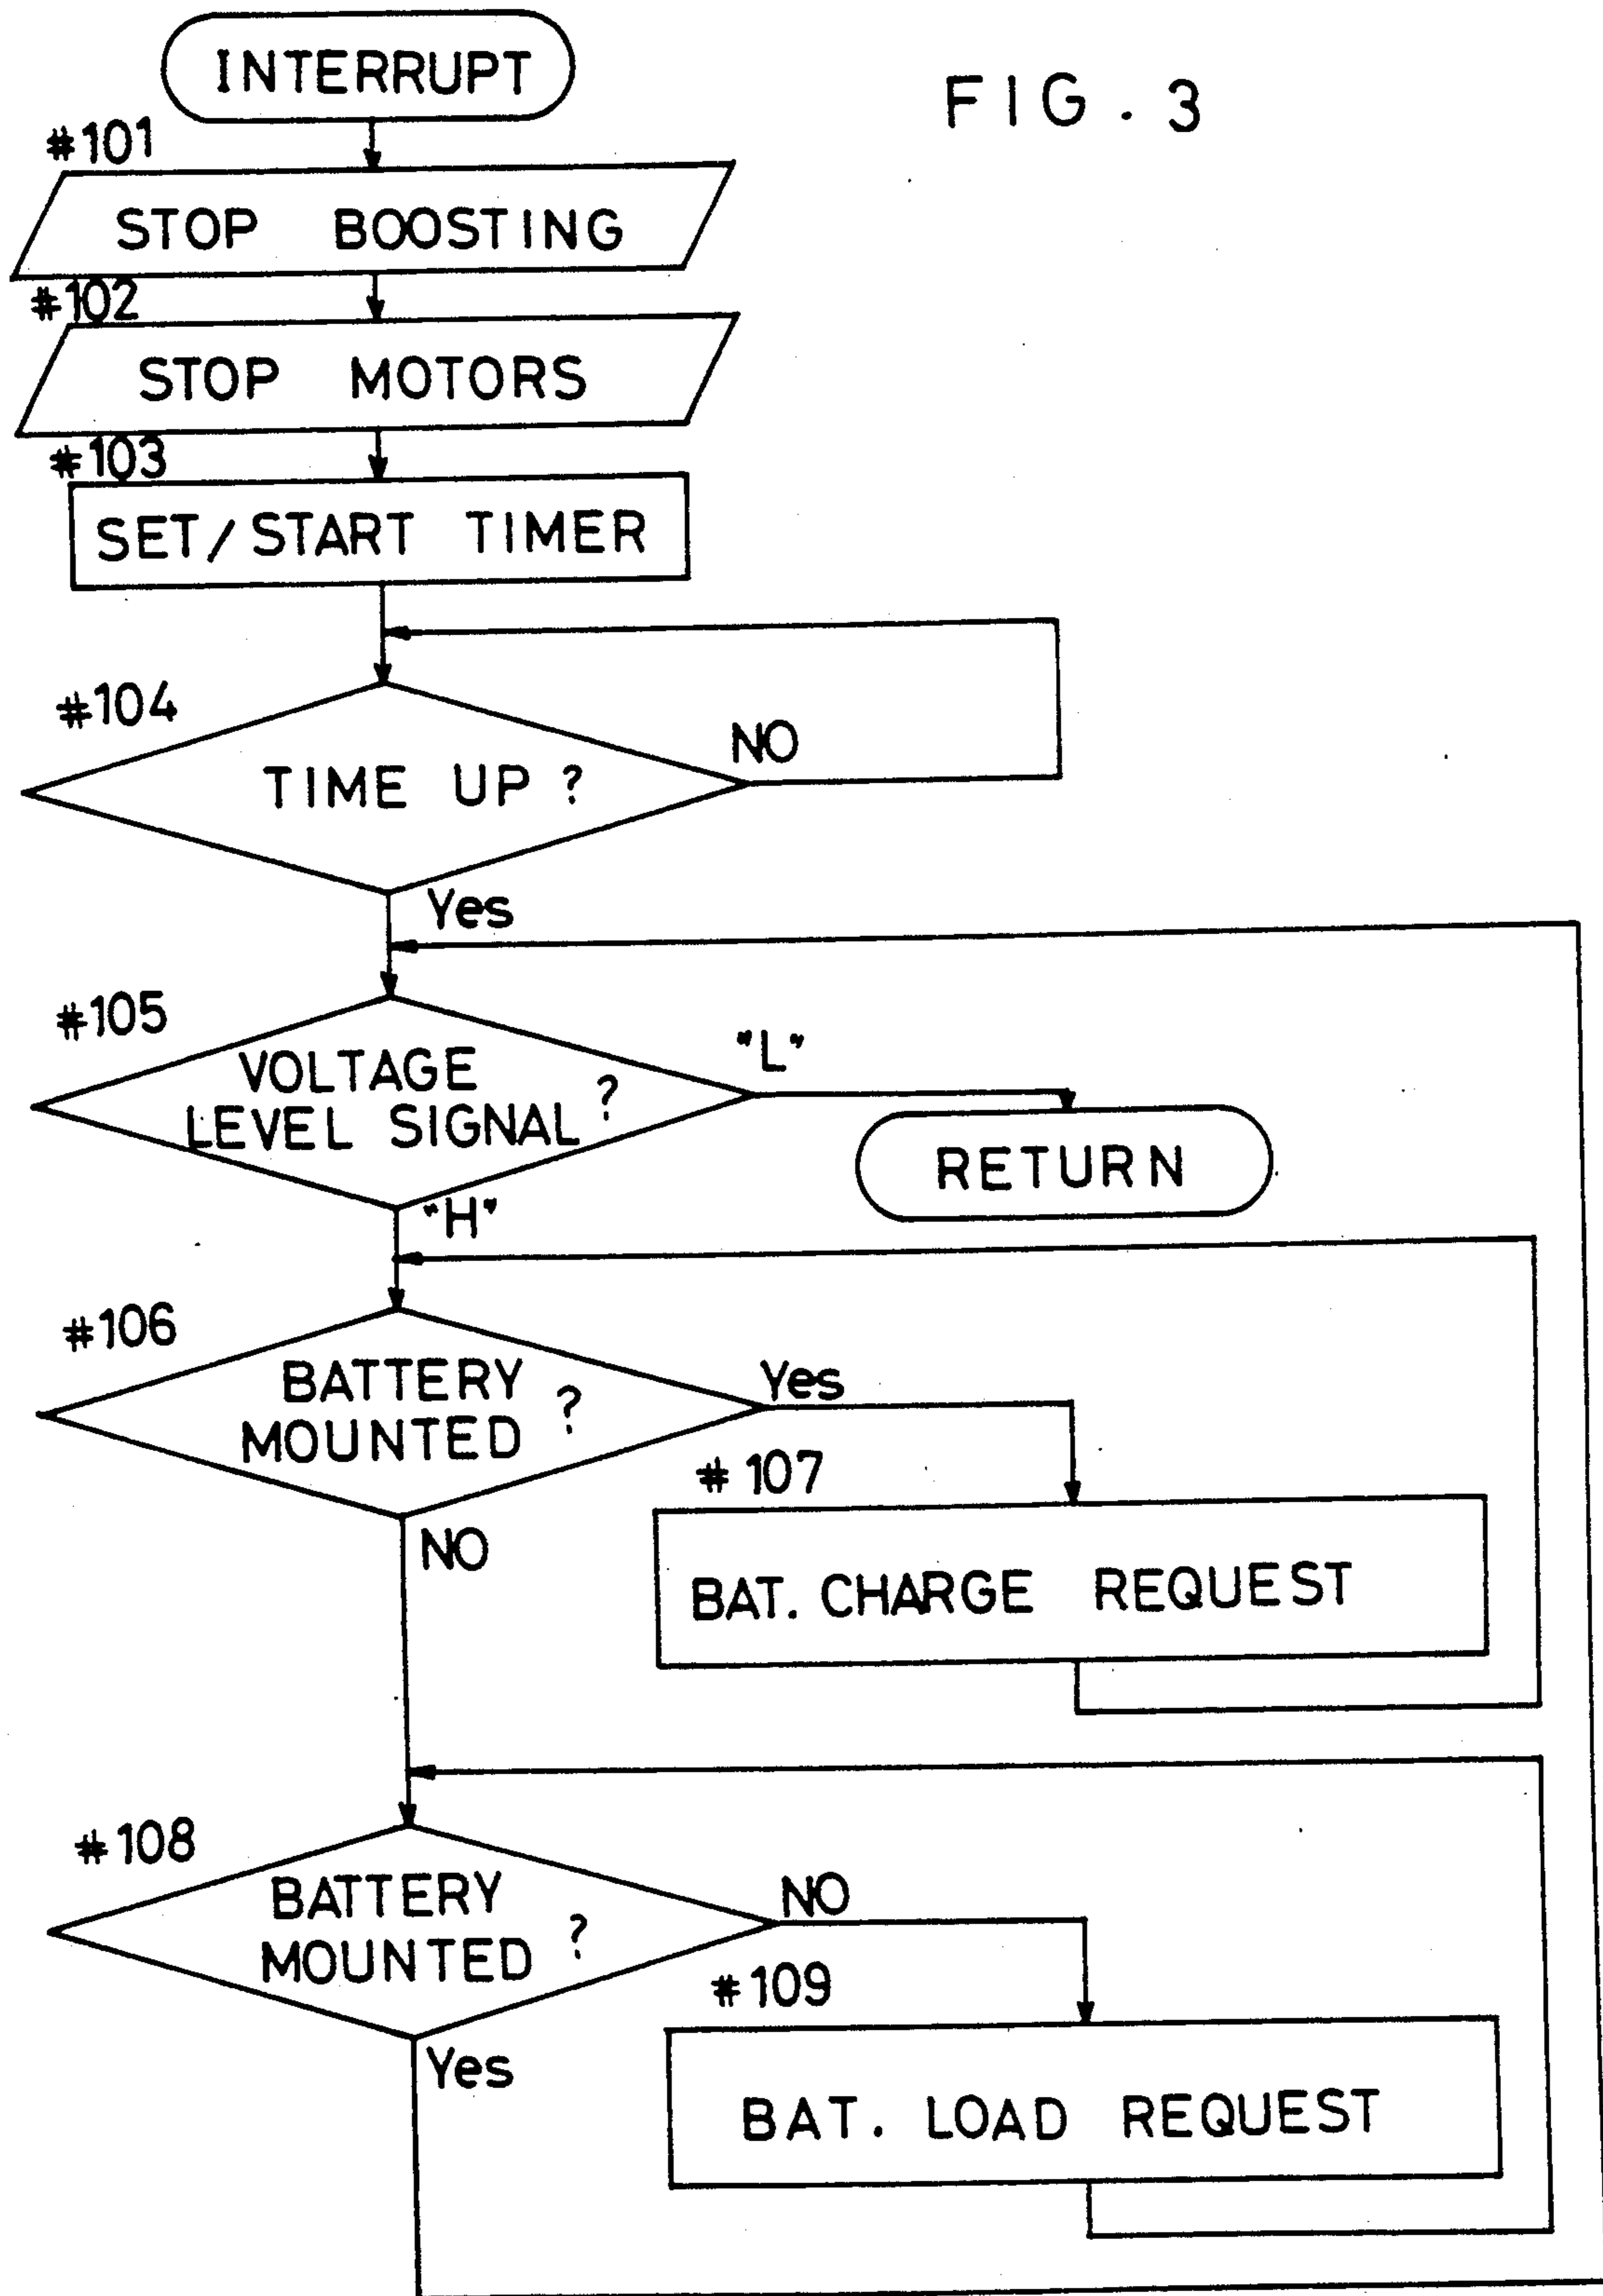 INTERRUPT
FIG. 3
#101
STOP BOOSTING
#102
STOP MOTORS
#103
SET/START TIMER
#104
NO
TIME UP ?
Yes
#105
"L"
VOLTAGE
LEVEL SIGNAL ?
RETURN
"H"
#106
BATTERY
MOUNTED ?
Yes
#107
NO
BAT. CHARGE REQUEST
#108
BATTERY
MOUNTED ?
NO
#109
Yes
BAT. LOAD REQUEST